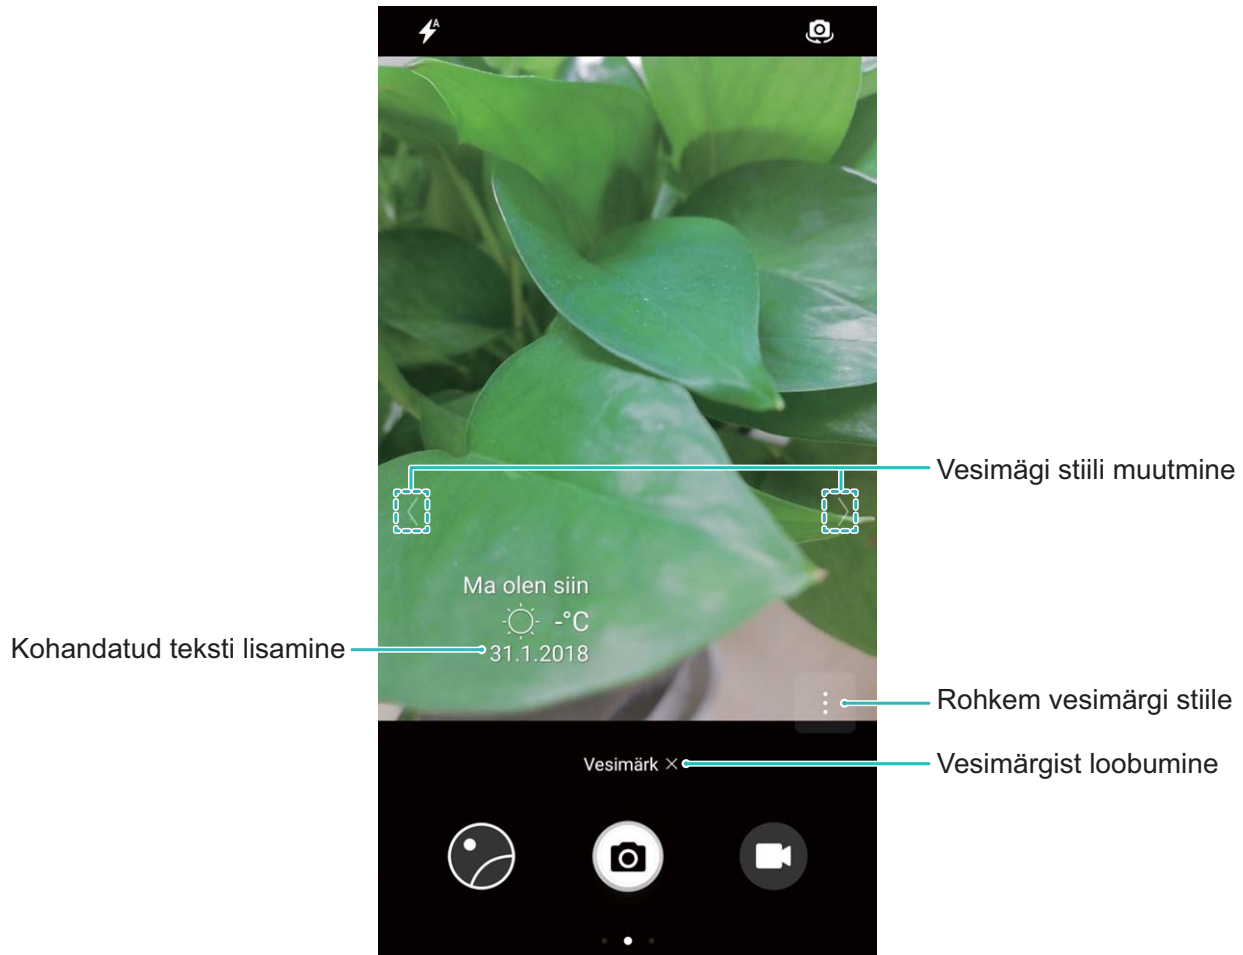 A
Vesimägi stiili muutmine
Ma olen siin
-°C
Kohandatud teksti lisamine
31.1.2018
Rohkem vesimärgi stiile
Vesimärk ×
Vesimärgist loobumine